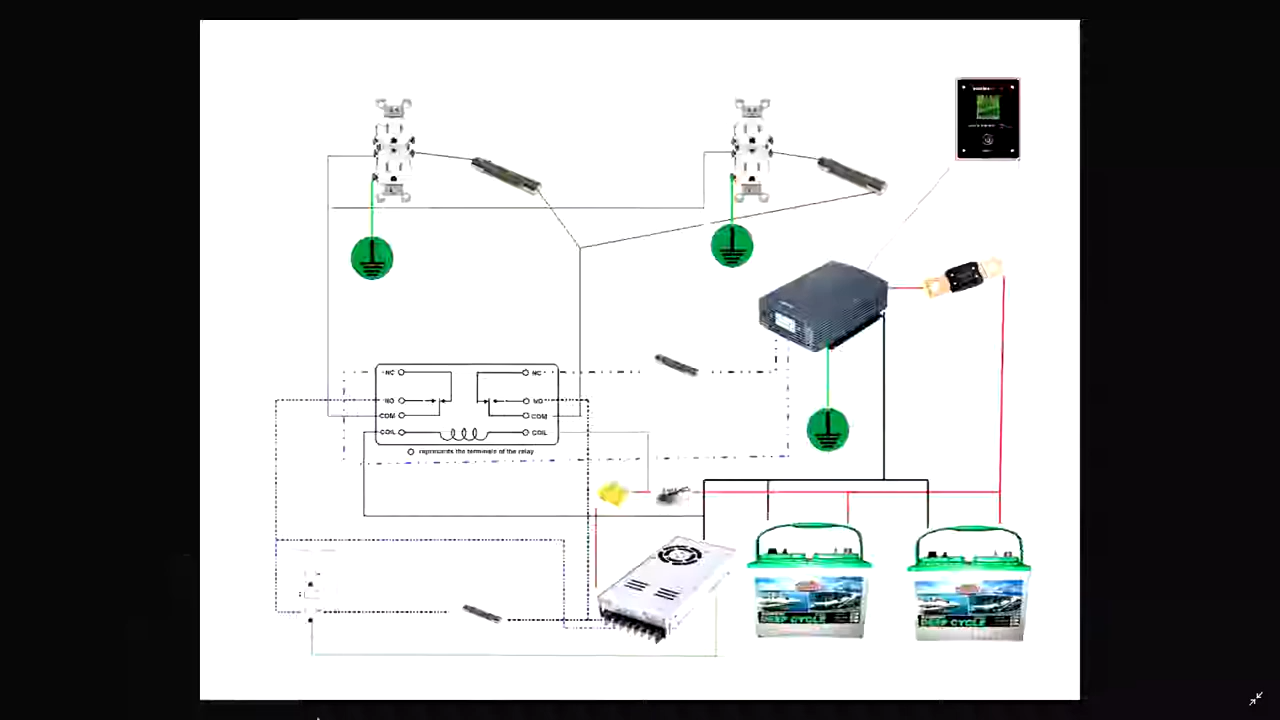 NC NC
NO NO
COM COM
COIL COIL
represents the terminals of the relay
DEEP CYCLE DEEP CYCLE